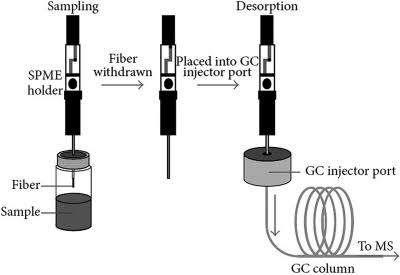 Sampling
Desorption
SPME
holder
Fiber
withdrawn
Placed into GC
injector port
Fiber
Sample
GC injector port
To MS
GC column